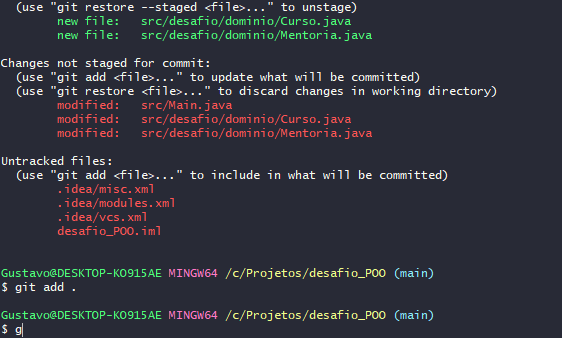 (use "git restore --staged <file>..." to unstage)
new file:   src/desafio/dominio/Curso.java
new file:   src/desafio/dominio/Mentoria.java
Changes not staged for commit:
(use "git add <file>..." to update what will be committed)
(use "git restore <file>..." to discard changes in working directory)
modified:   src/Main.java
modified:   src/desafio/dominio/Curso.java
modified:   src/desafio/dominio/Mentoria.java
Untracked files:
(use "git add <file>..." to include in what will be committed)
.idea/misc.xml
.idea/modules.xml
.idea/vcs.xml
desafio_POO.iml
Gustavo@DESKTOP-KO915AE MINGW64 /c/Projetos/desafio_POO (main)
$ git add .
Gustavo@DESKTOP-KO915AE MINGW64 /c/Projetos/desafio_POO (main)
$ g